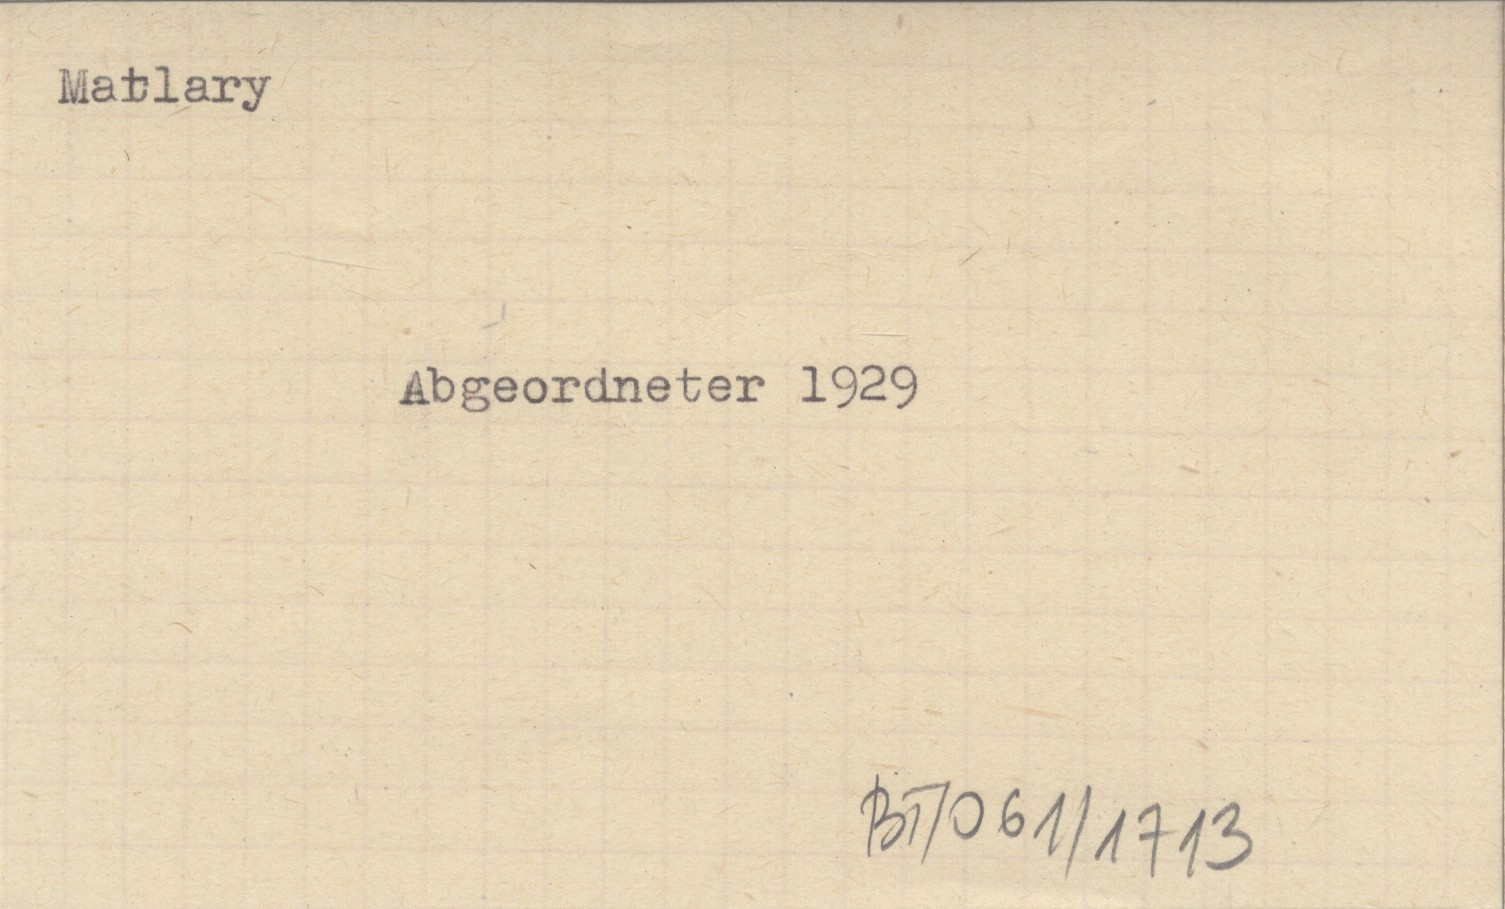 Matlary
Abgeordneter 1929
BT/061/1713